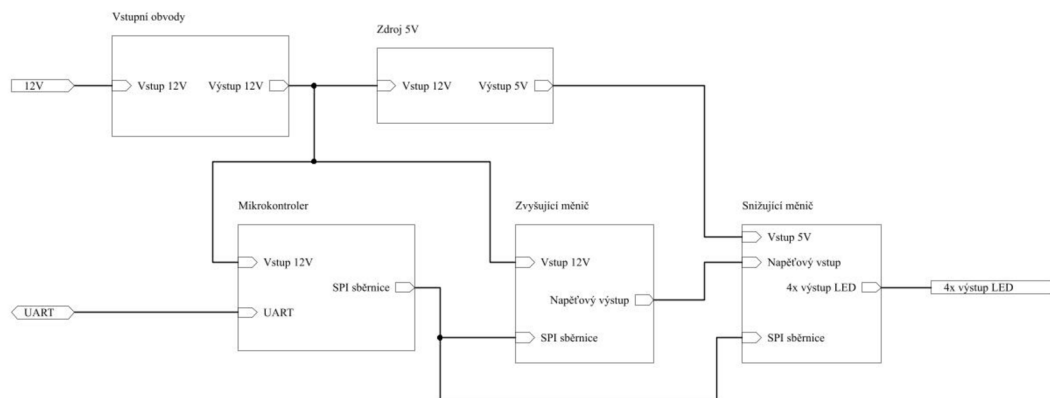 Vstupní obvody
Zdroj 5V
12V
Vstup 12V
Výstup 12V
Vstup 12V
Výstup 5V
Mikrokontroler
Zvyšující měnič
Snižující měnič
Vstup 5V
Vstup 12V
Vstup 12V
Napěťový vstup
SPI sběrnice
Napěťový výstup
4x výstup LED
4x výstup LED
UART
UART
SPI sběrnice
SPI sběrnice